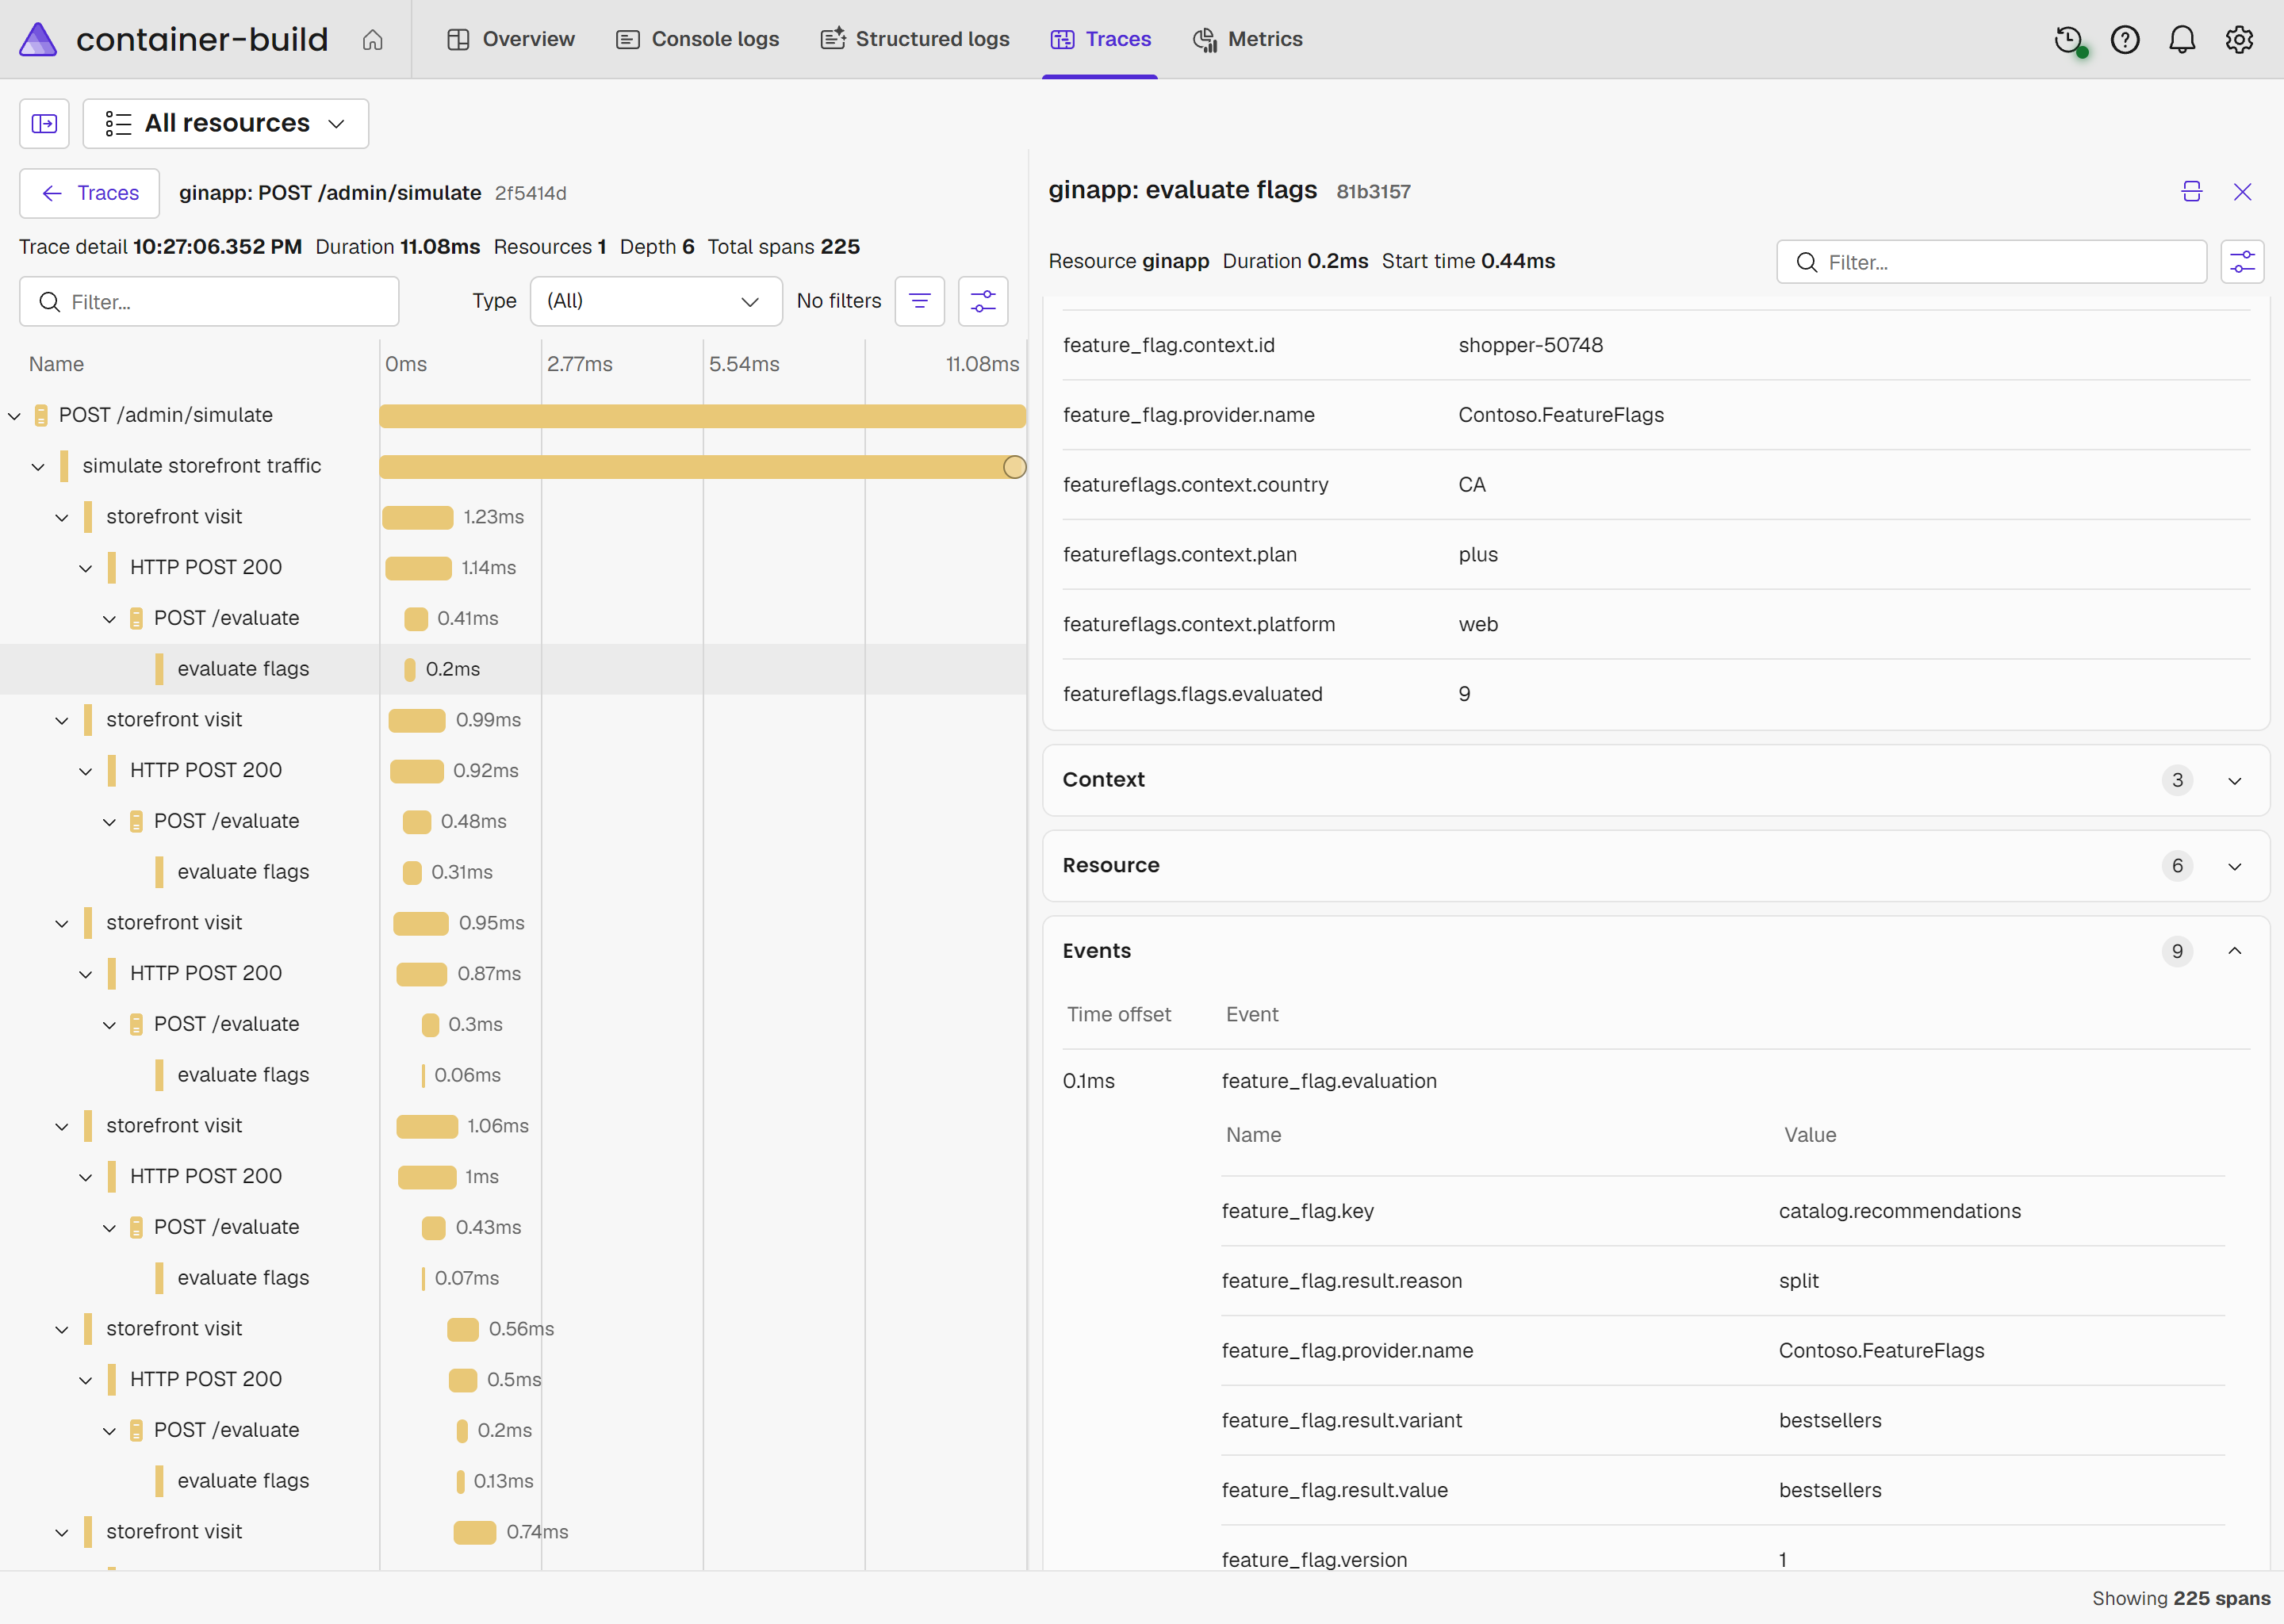 container-build
Overview
Console logs
Structured logs
Traces
Metrics
All resources
Traces
ginapp: POST /admin/simulate 2f5414d
Trace detail 10:27:06.352 PM Duration 11.08ms Resources 1 Depth 6 Total spans 225
Filter...
Type
(All)
No filters
Name
0ms
2.77ms
5.54ms
11.08ms
POST /admin/simulate
simulate storefront traffic
storefront visit
1.23ms
HTTP POST 200
1.14ms
POST /evaluate
0.41ms
evaluate flags
0.2ms
storefront visit
0.99ms
HTTP POST 200
0.92ms
POST /evaluate
0.48ms
evaluate flags
0.31ms
storefront visit
0.95ms
HTTP POST 200
0.87ms
POST /evaluate
0.3ms
evaluate flags
0.06ms
storefront visit
1.06ms
HTTP POST 200
1ms
POST /evaluate
0.43ms
evaluate flags
0.07ms
storefront visit
0.56ms
HTTP POST 200
0.5ms
POST /evaluate
0.2ms
evaluate flags
0.13ms
storefront visit
0.74ms
ginapp: evaluate flags 81b3157
Resource ginapp Duration 0.2ms Start time 0.44ms
Filter...
feature_flag.context.id
shopper-50748
feature_flag.provider.name
Contoso.FeatureFlags
featureflags.context.country
CA
featureflags.context.plan
plus
featureflags.context.platform
web
featureflags.flags.evaluated
9
Context
3
Resource
6
Events
9
Time offset
Event
0.1ms
feature_flag.evaluation
Name
Value
feature_flag.key
catalog.recommendations
feature_flag.result.reason
split
feature_flag.provider.name
Contoso.FeatureFlags
feature_flag.result.variant
bestsellers
feature_flag.result.value
bestsellers
feature_flag.version
1
Showing 225 spans